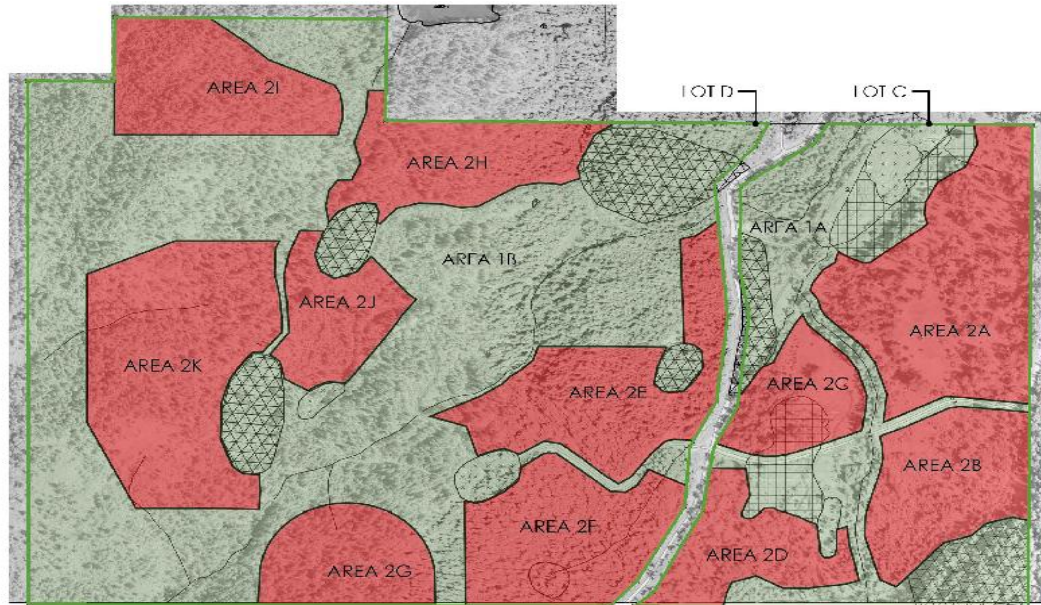 AREA 2I
LOT D
LOT C
AREA 2H
AREA 1A
AREA 1B
AREA 2J
AREA 2A
AREA 2K
AREA 2E
AREA 2C
AREA 2B
AREA 2F
AREA 2D
AREA 2G